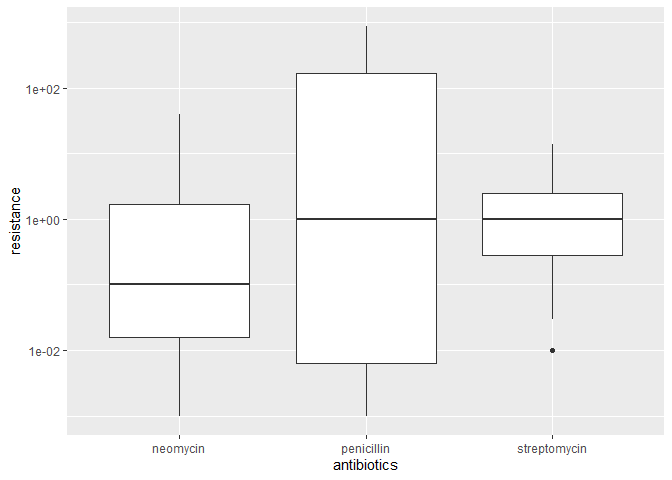 resistance
1e+02
1e+00
1e-02
neomycin
penicillin
streptomycin
antibiotics